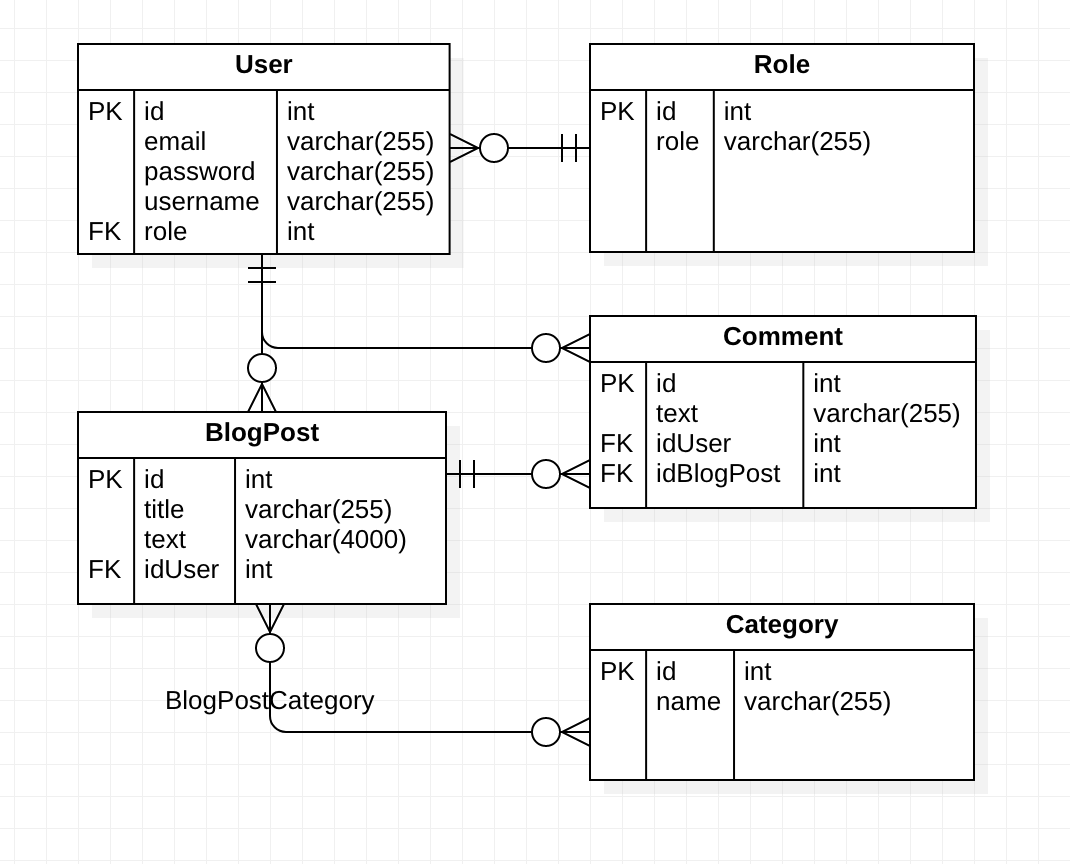 User
PK id int
email varchar(255)
password varchar(255)
username varchar(255)
FK role int
Role
PK id int
role varchar(255)
Comment
PK id int
text varchar(255)
FK idUser int
FK idBlogPost int
BlogPost
PK id int
title varchar(255)
text varchar(4000)
FK idUser int
BlogPostCategory
Category
PK id int
name varchar(255)